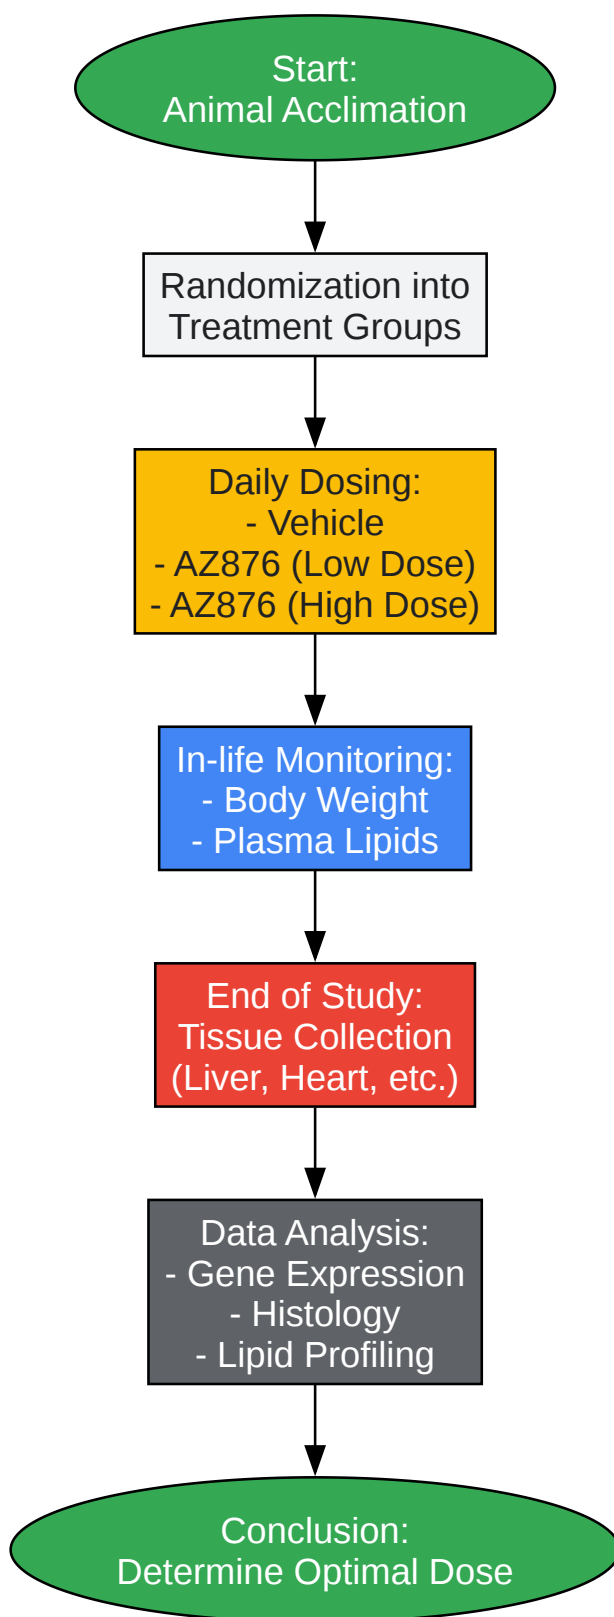 Start:
Animal Acclimation
Randomization into
Treatment Groups
Daily Dosing:
- Vehicle
- AZ876 (Low Dose)
- AZ876 (High Dose)
In-life Monitoring:
- Body Weight
- Plasma Lipids
End of Study:
Tissue Collection
(Liver, Heart, etc.)
Data Analysis:
- Gene Expression
- Histology
- Lipid Profiling
Conclusion:
Determine Optimal Dose